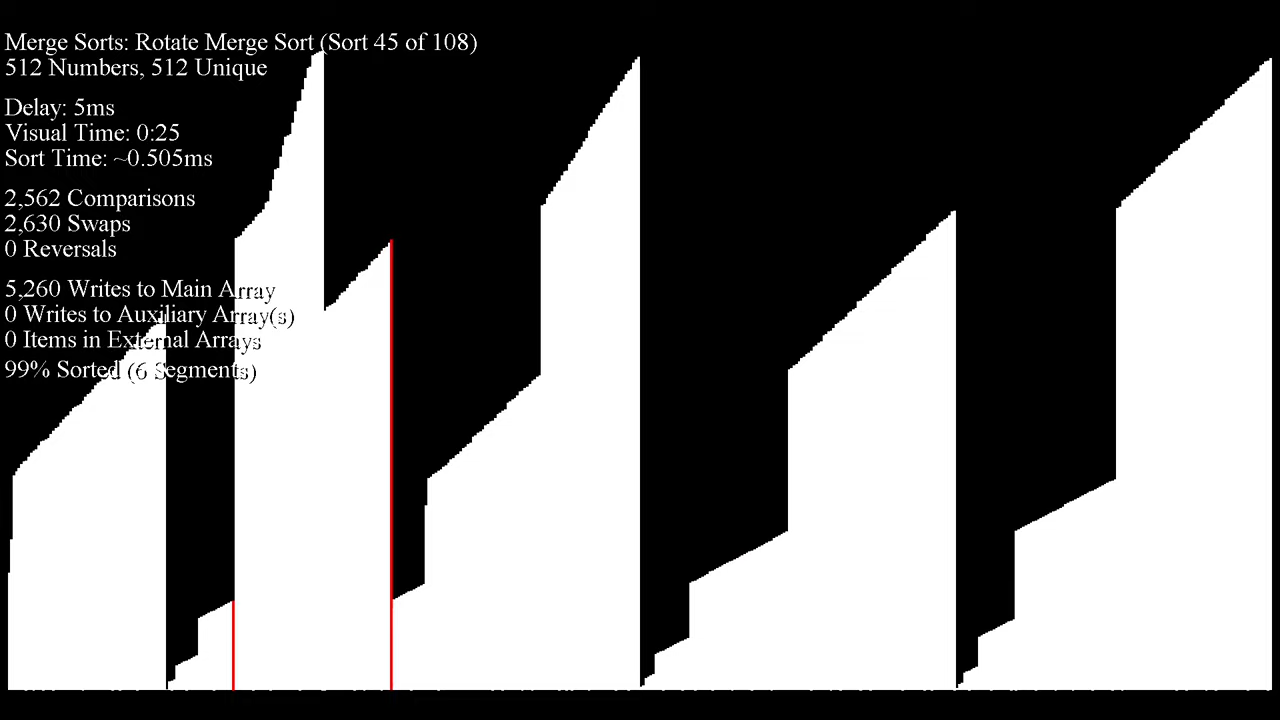 Merge Sorts: Rotate Merge Sort (Sort 45 of 108)
512 Numbers, 512 Unique
Delay: 5ms
Visual Time: 0:25
Sort Time: ~0.505ms
2,562 Comparisons
2,630 Swaps
0 Reversals
5,260 Writes to Main Array
0 Writes to Auxiliary Array(s)
0 Items in External Arrays
99% Sorted (6 Segments)